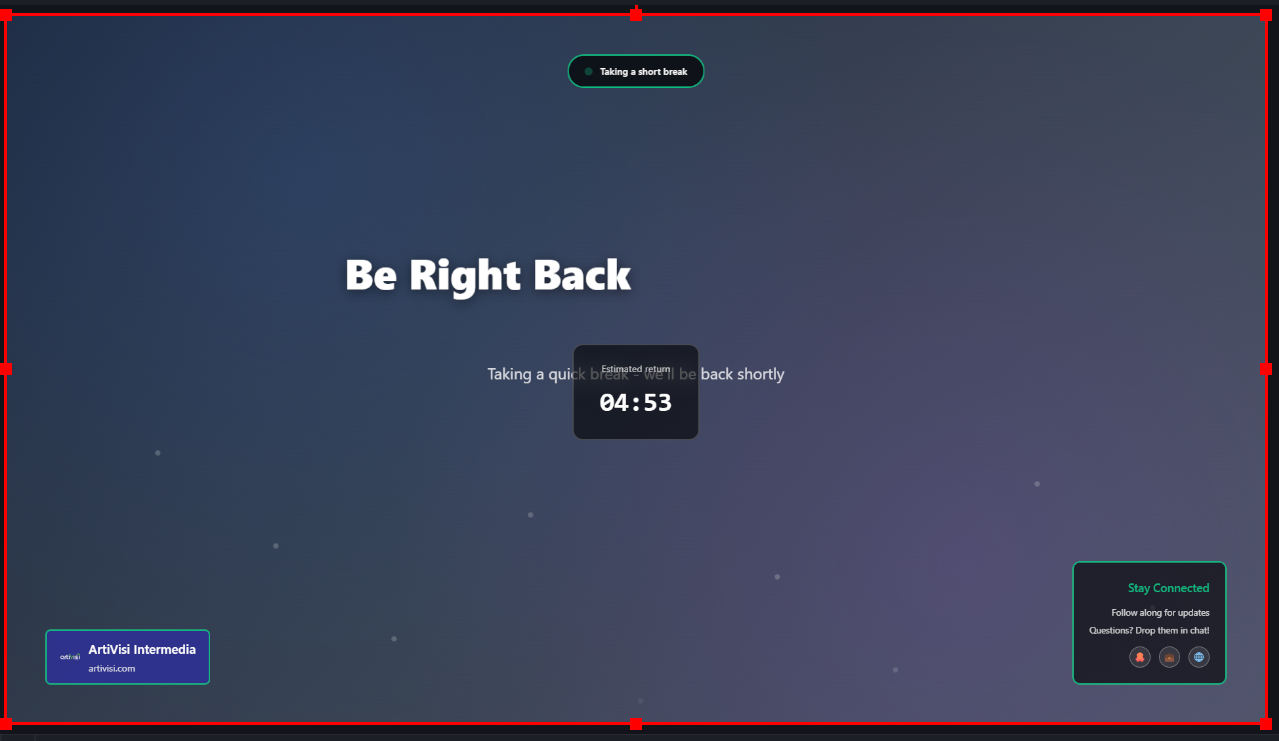 Taking a short break
Be Right Back
Estimated return
Taking a quick break - we'll be back shortly
04:53
Stay Connected
Follow along for updates
Questions? Drop them in chat!
artivisi
ArtiVisi Intermedia
artivisi.com